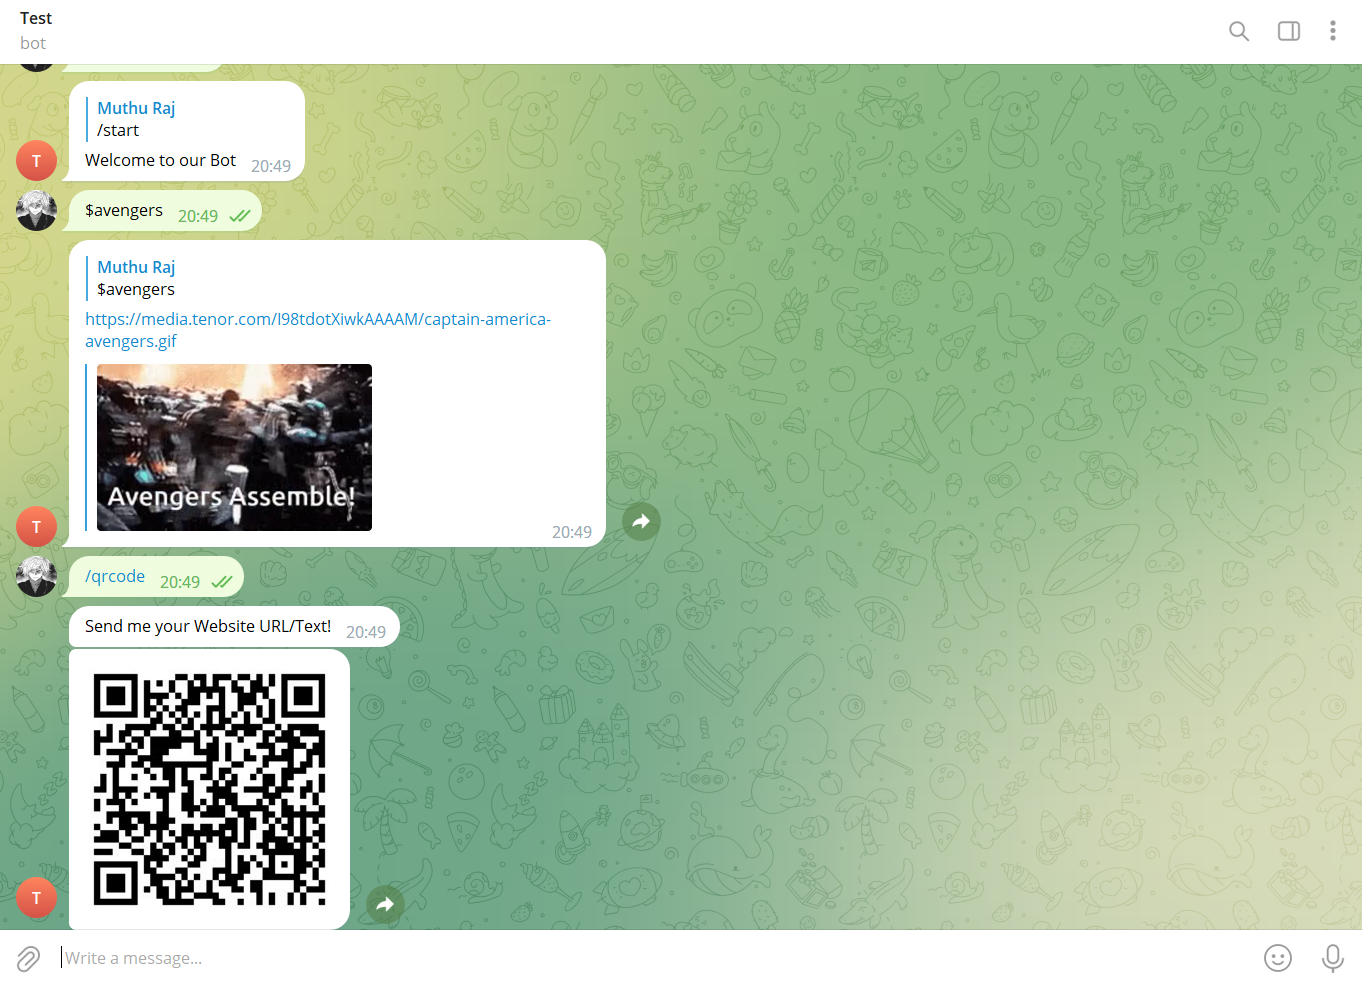 Test
bot
Muthu Raj
/start
Welcome to our Bot 20:49
T
$avengers 20:49
Muthu Raj
$avengers
https://media.tenor.com/I98tdotXiwkAAAAM/captain-america-
avengers.gif
Avengers Assemble!
20:49
T
/qrcode 20:49
Send me your Website URL/Text! 20:49
T
Write a message...